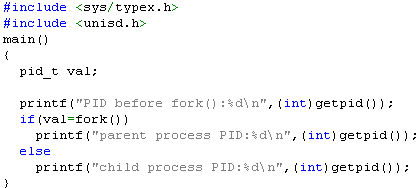 #include <sys/typex.h>
#include <unisd.h>
main()
{
  pid_t val;

  printf("PID before fork():%d\n",(int)getpid());
  if(val=fork())
    printf("parent process PID:%d\n",(int)getpid());
  else
    printf("child process PID:%d\n",(int)getpid());
}